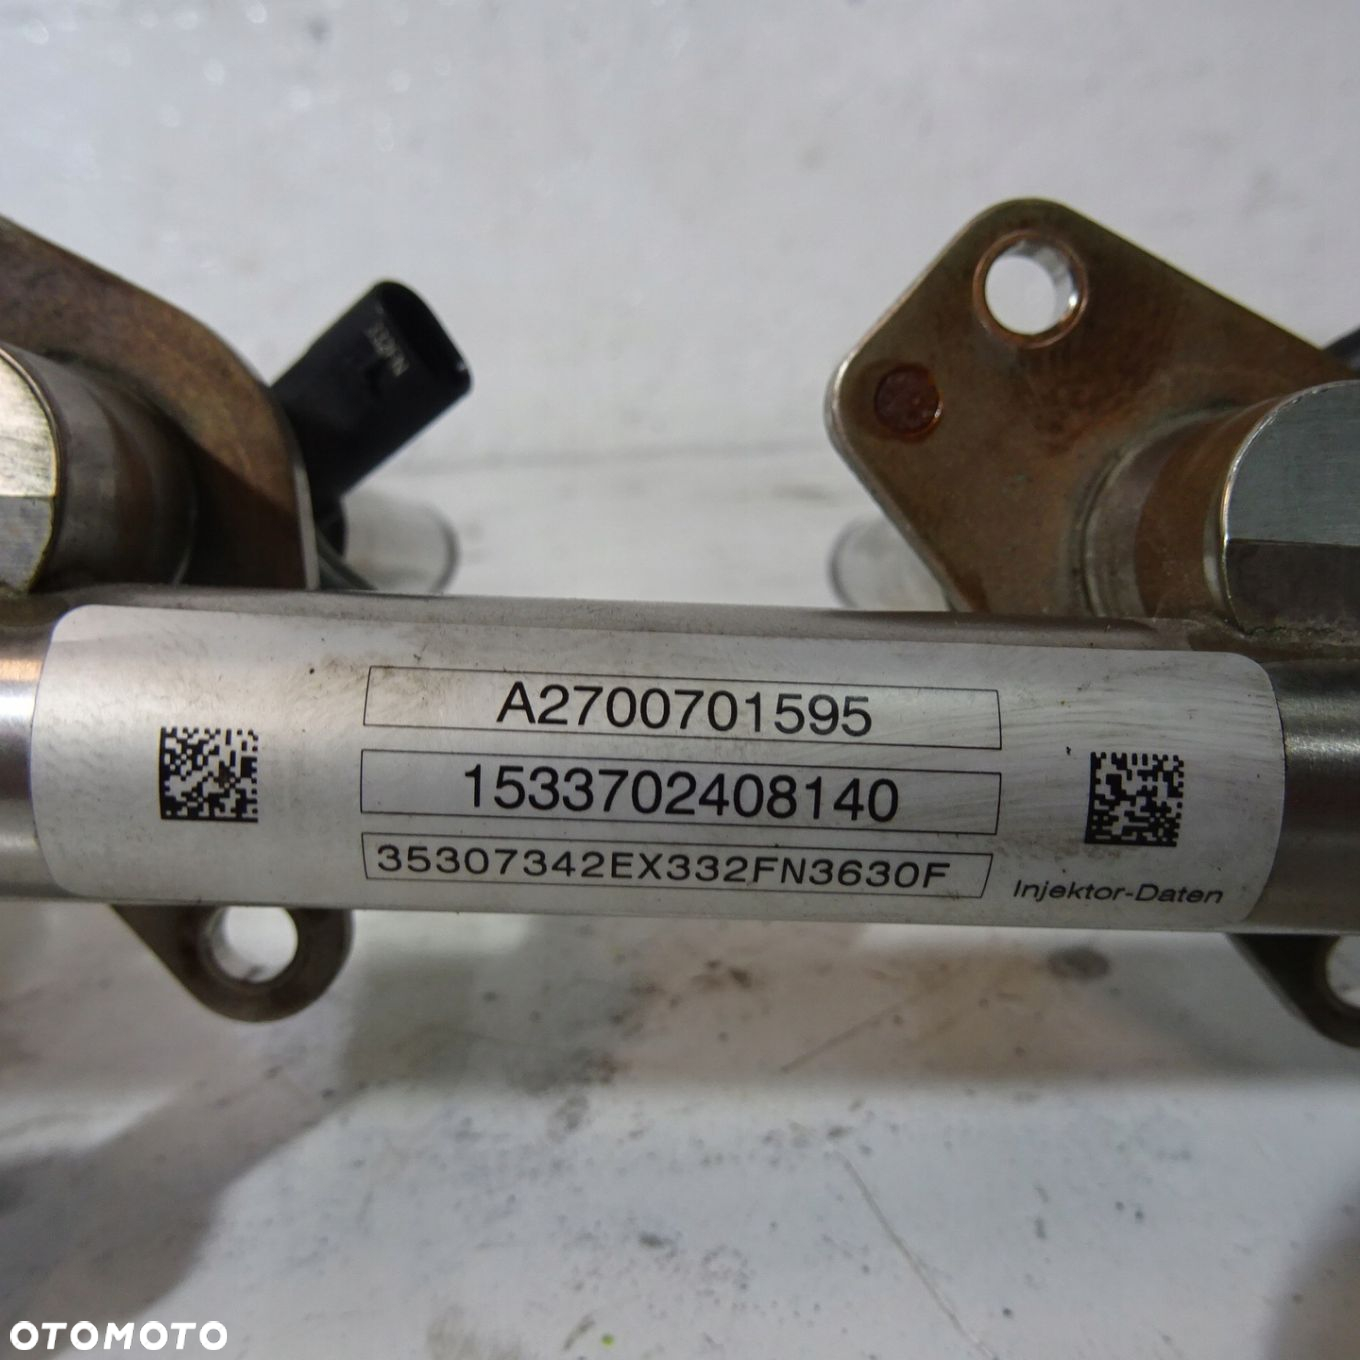 A2700701595
1533702408140
35307342EX332FN3630F
Injektor-Daten
OTOMOTO